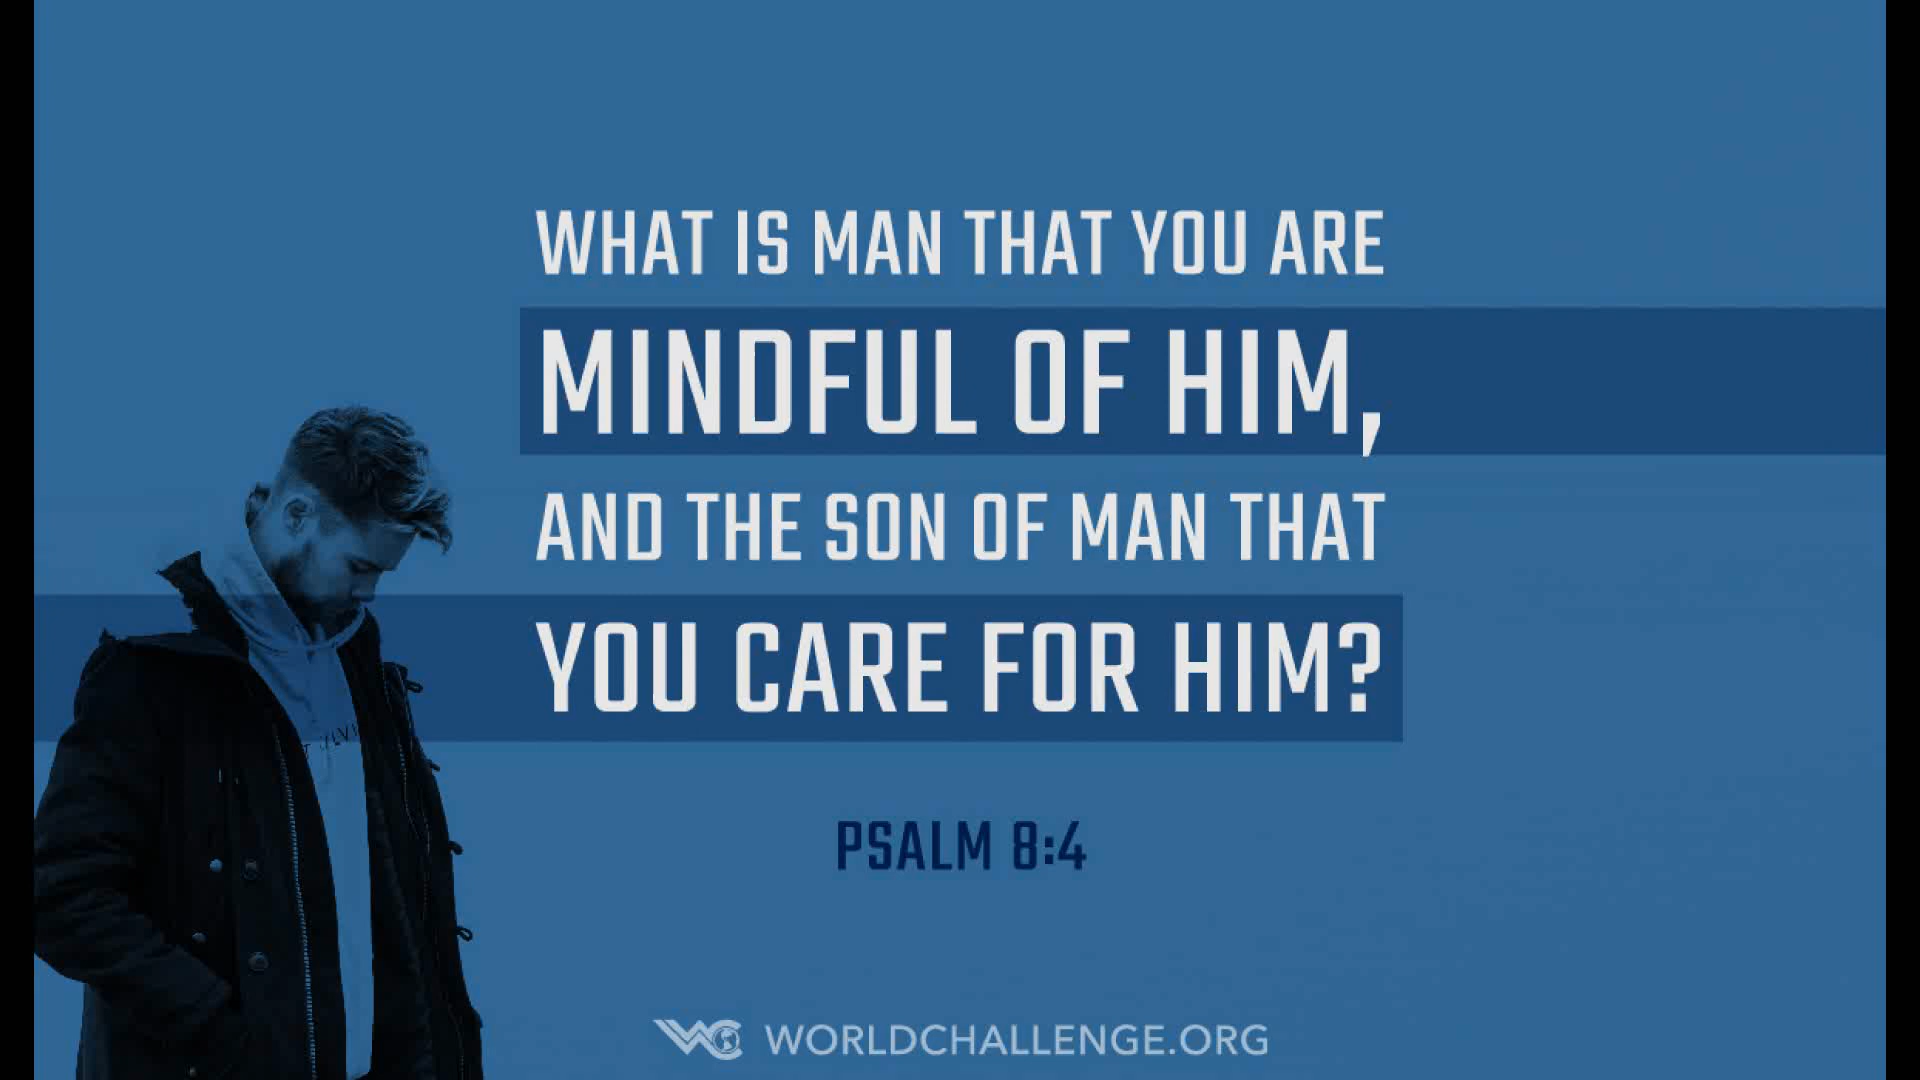 WHAT IS MAN THAT YOU ARE
MINDFUL OF HIM,
AND THE SON OF MAN THAT
YOU CARE FOR HIM?
PSALM 8:4
WC WORLDCHALLENGE.ORG